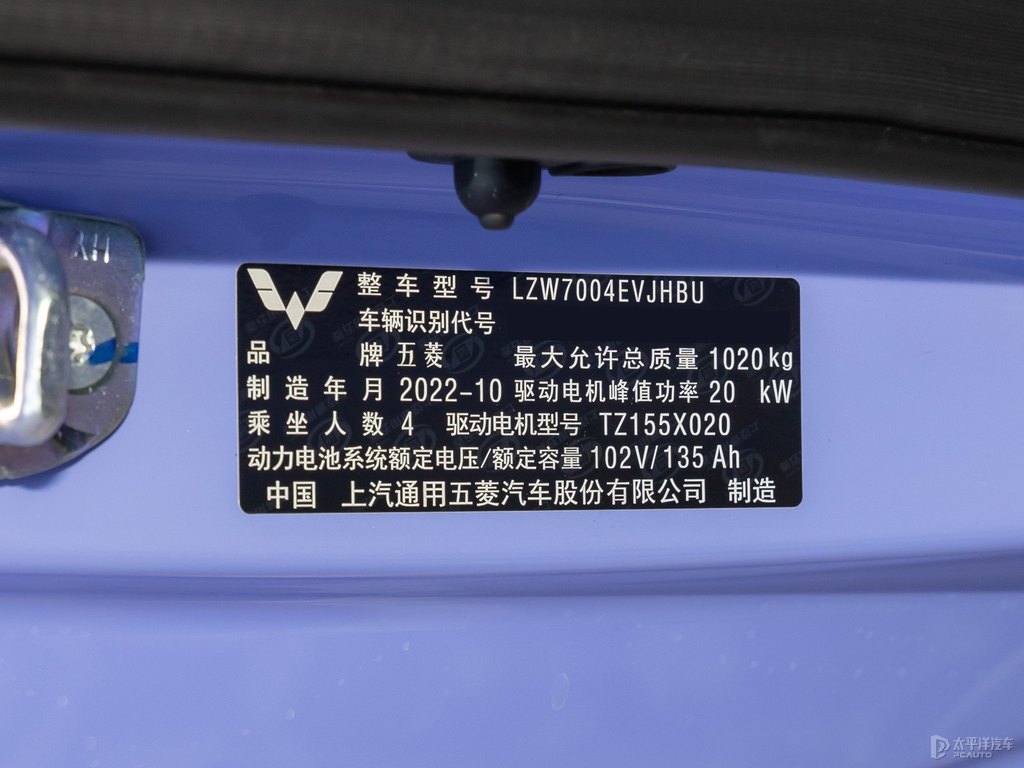 RH
整车型号 LZW7004EVJHBU
车辆识别代号
品牌 五菱 最大允许总质量 1020kg
制造年月 2022-10 驱动电机峰值功率 20 kW
乘坐人数 4 驱动电机型号 TZ155X020
动力电池系统额定电压/额定容量 102V/135 Ah
中国 上汽通用五菱汽车股份有限公司 制造
太平洋汽车
PCAUTO